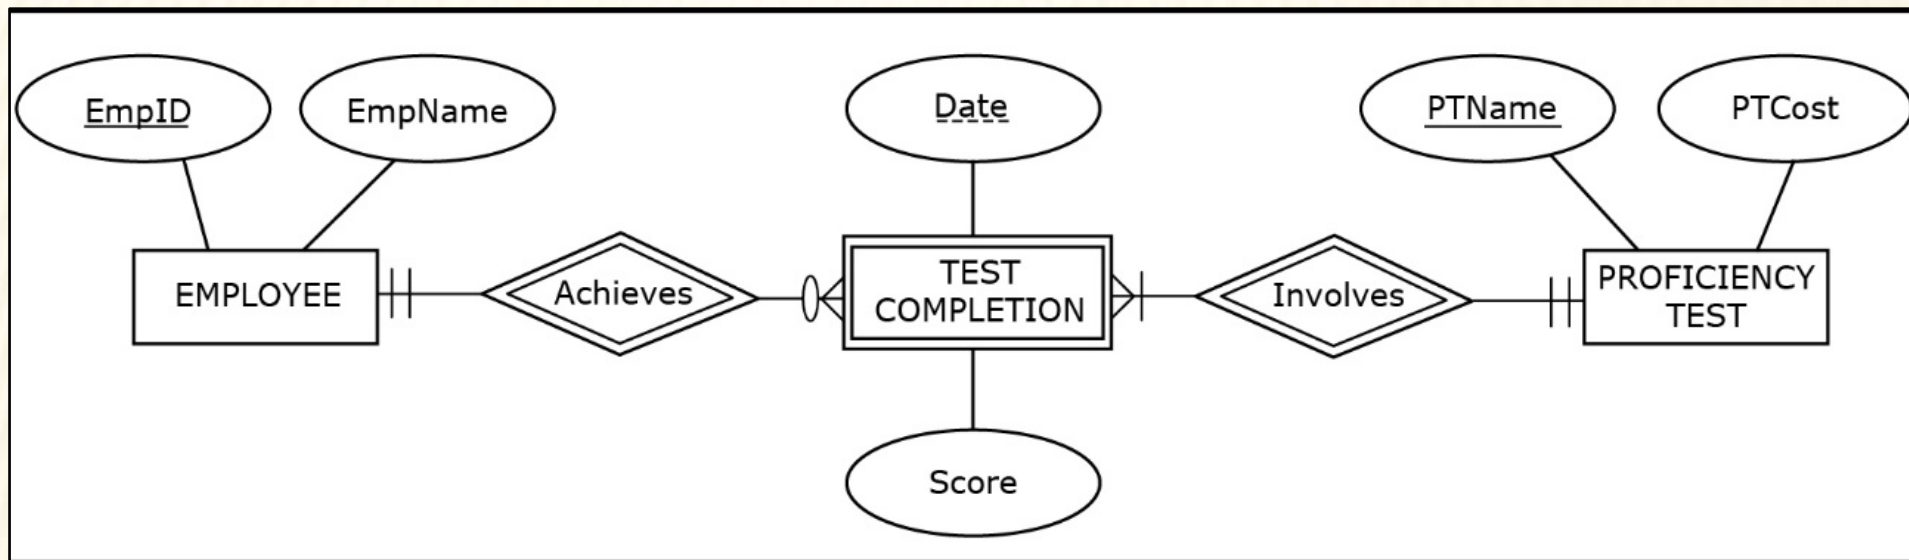 EmpID
EmpName
Date
PTName
PTCost
EMPLOYEE
Achieves
TEST
COMPLETION
Involves
PROFICIENCY
TEST
Score